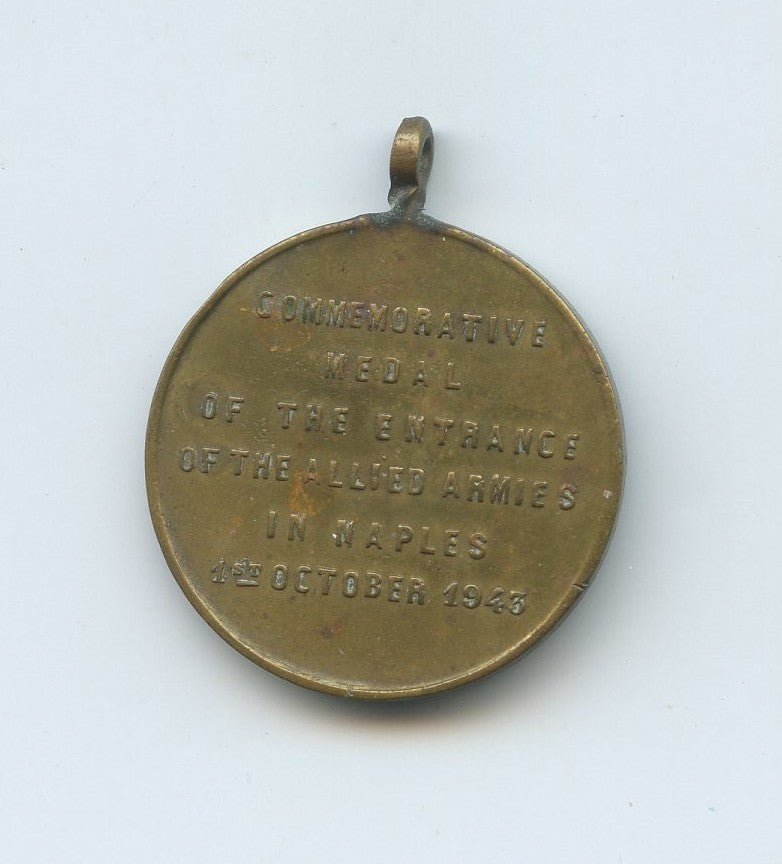 COMMEMORATIVE
MEDAL
OF THE ENTRANCE
OF THE ALLIED ARMIES
IN NAPLES
1ST OCTOBER 1943